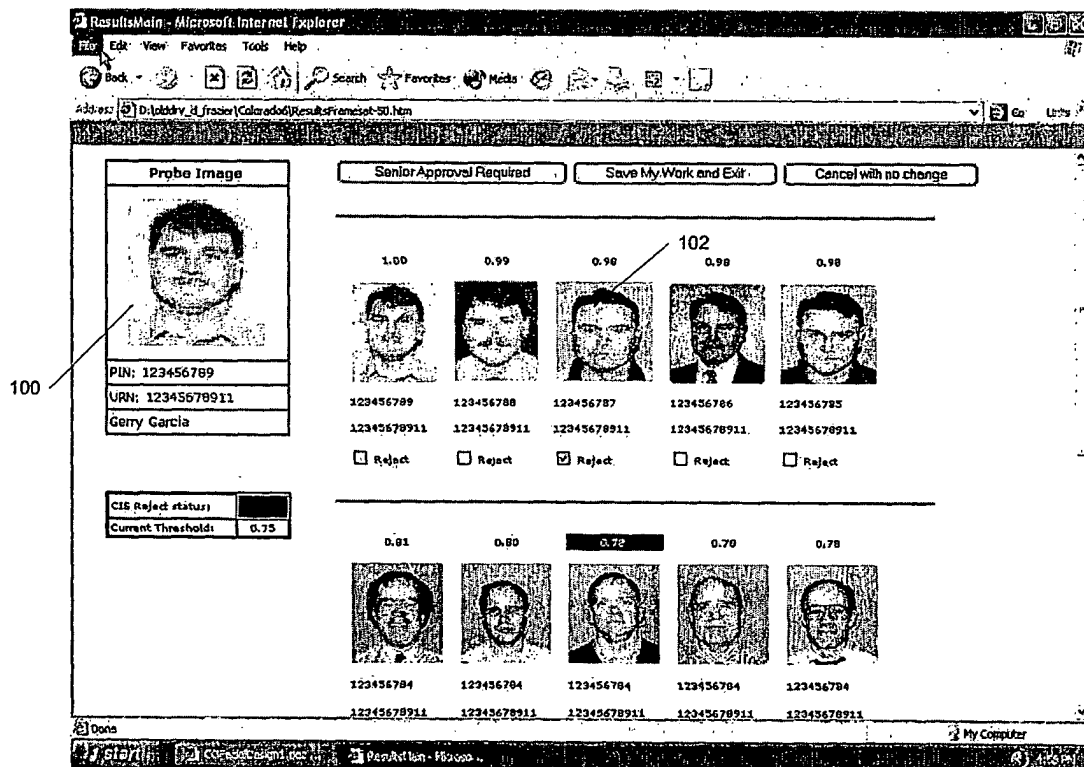 ResultsMain - Microsoft Internet Explorer
File Edit View Favorites Tools Help
Back Search Favorites Media
Address D:\olddrv_d_frazier\Colorado6\ResultsFrameset-50.htm Go Links
Probe Image
Senior Approval Required Save My Work and Exit Cancel with no change
102
1.00 0.99 0.98 0.98 0.98
100
PIN: 123456789
URN: 12345678911
Gerry Garcia
123456789 123456788 123456787 123456786 123456785
12345678911 12345678911 12345678911 12345678911 12345678911
Reject Reject Reject Reject Reject
CIS Reject status:
Current Threshold: 0.75
0.81 0.80 0.78 0.78
123456784 123456784 123456784 123456784 123456784
12345678911 12345678911 12345678911 12345678911 12345678911
Done My Computer
start ResultsMain - Microso...